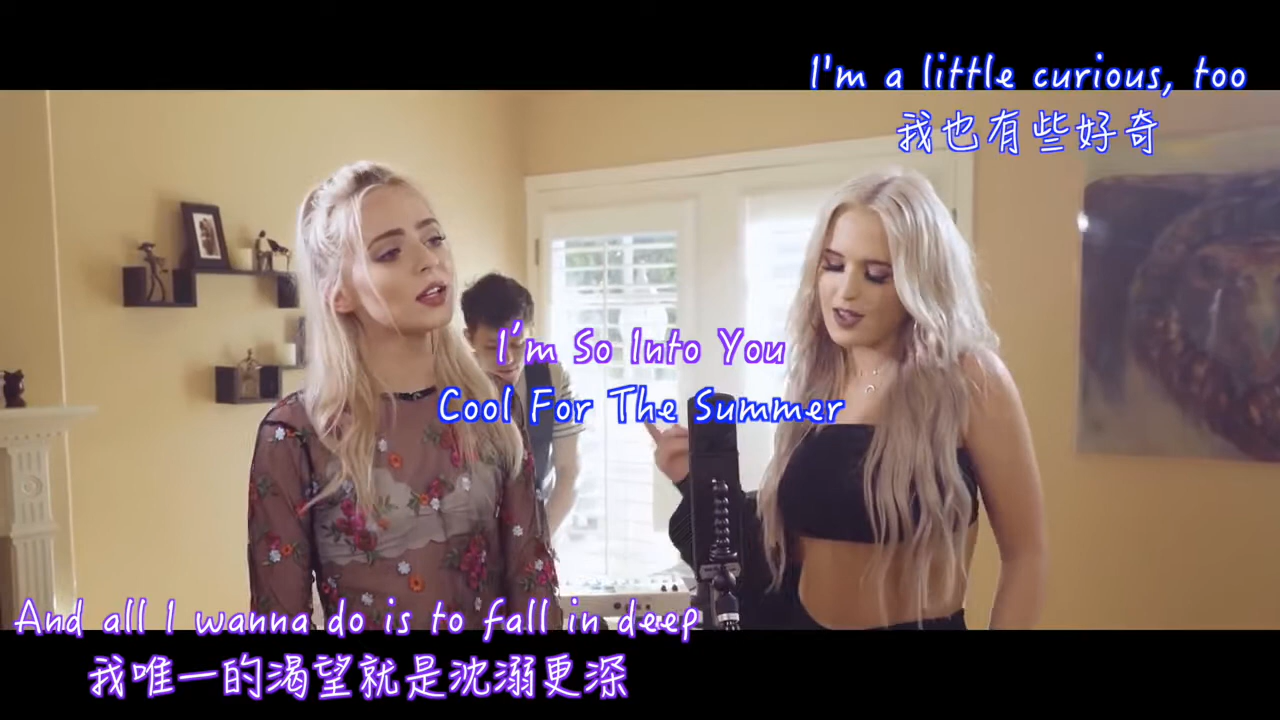 I'm a little curious, too
我也有些好奇
I'm So Into You
Cool For The Summer
And all I wanna do is to fall in deep
我唯一的渴望就是沈溺更深